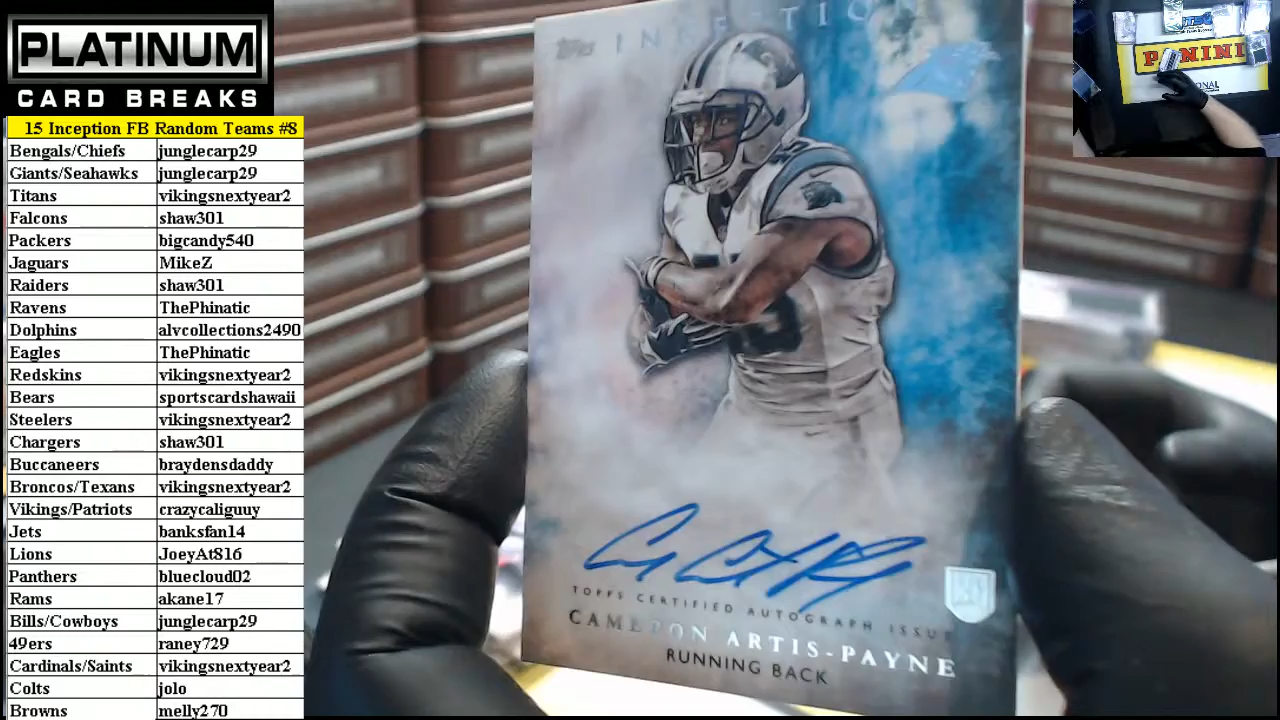 PLATINUM
CARD BREAKS
15 Inception FB Random Teams #8
Bengals/Chiefs junglecarp29
Giants/Seahawks junglecarp29
Titans vikingsnextyear2
Falcons shaw301
Packers bigcandy540
Jaguars MikeZ
Raiders shaw301
Ravens ThePhinatic
Dolphins alvcollections2490
Eagles ThePhinatic
Redskins vikingsnextyear2
Bears sportscardshawaii
Steelers vikingsnextyear2
Chargers shaw301
Buccaneers braydensdaddy
Broncos/Texans vikingsnextyear2
Vikings/Patriots crazycaliguuy
Jets banksfan14
Lions JoeyAt816
Panthers bluecloud02
Rams akane17
Bills/Cowboys junglecarp29
49ers raney729
Cardinals/Saints vikingsnextyear2
Colts jolo
Browns melly270
Topps INCEPTION
TOPPS CERTIFIED AUTOGRAPH ISSUE
CAMERON ARTIS-PAYNE
RUNNING BACK
PANINI